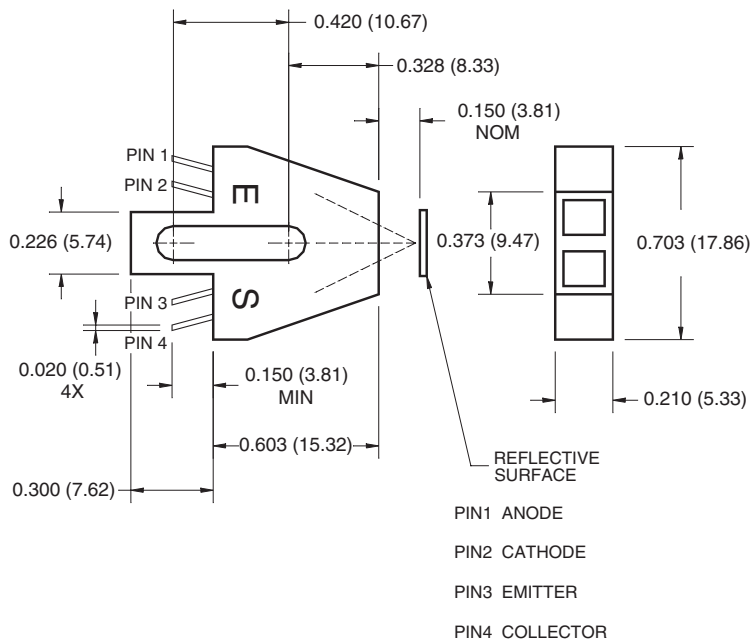 0.420 (10.67)
0.328 (8.33)
0.150 (3.81)
NOM
PIN 1
PIN 2
E
0.226 (5.74)
0.373 (9.47)
0.703 (17.86)
S
PIN 3
PIN 4
0.020 (0.51)
4X
0.150 (3.81)
MIN
0.210 (5.33)
0.603 (15.32)
0.300 (7.62)
REFLECTIVE
SURFACE
PIN1 ANODE
PIN2 CATHODE
PIN3 EMITTER
PIN4 COLLECTOR